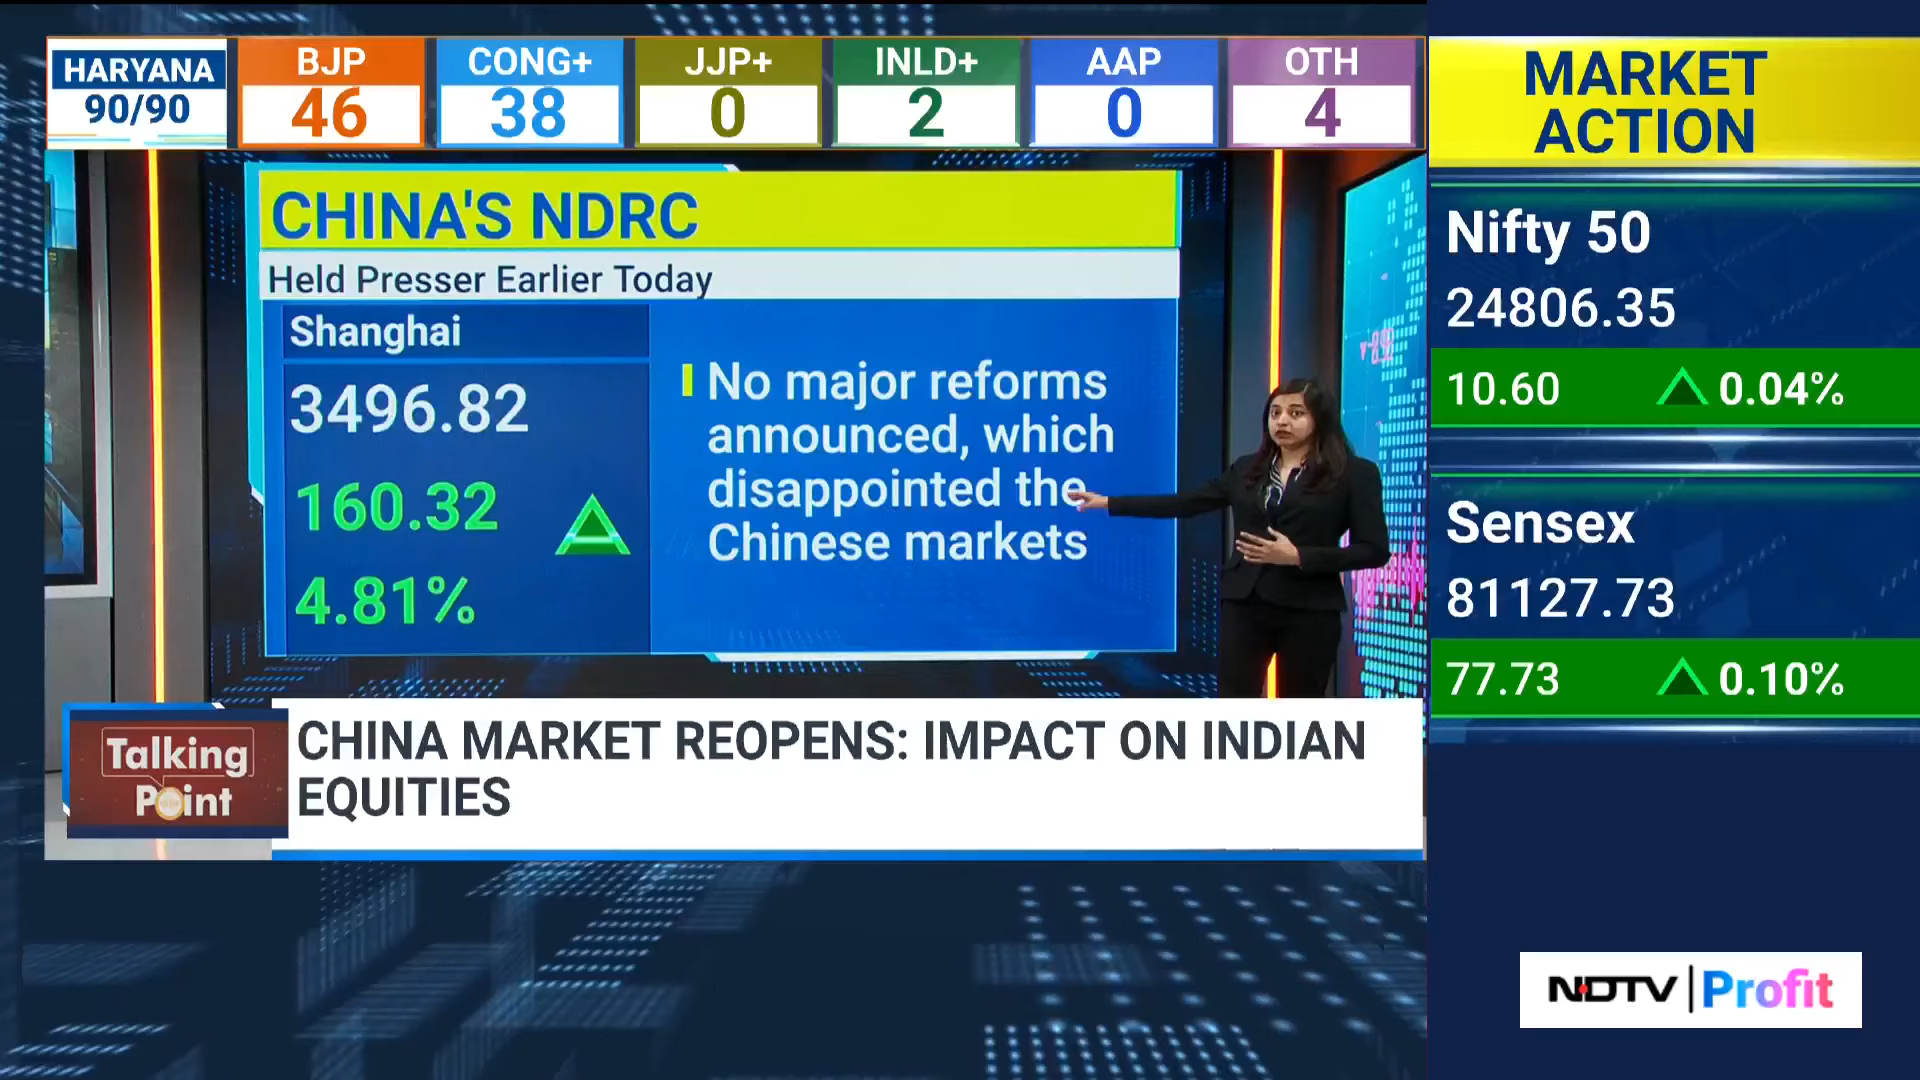 HARYANA
90/90
BJP
46
CONG+
38
JJP+
0
INLD+
2
AAP
0
OTH
4
MARKET
ACTION
CHINA'S NDRC
Held Presser Earlier Today
Shanghai
3496.82
160.32
4.81%
No major reforms
announced, which
disappointed the
Chinese markets
Nifty 50
24806.35
10.60 0.04%
Sensex
81127.73
77.73 0.10%
Talking
Point
CHINA MARKET REOPENS: IMPACT ON INDIAN
EQUITIES
NDTV Profit